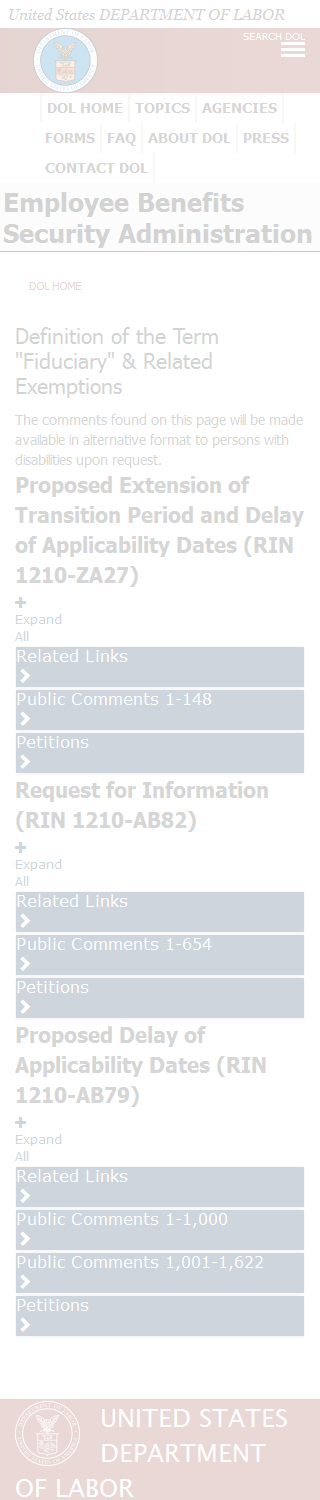 United States DEPARTMENT OF LABOR
SEARCH DOL
DOL HOME TOPICS AGENCIES
FORMS FAQ ABOUT DOL PRESS
CONTACT DOL
Employee Benefits
Security Administration
DOL HOME
Definition of the Term
"Fiduciary" & Related
Exemptions
The comments found on this page will be made
available in alternative format to persons with
disabilities upon request.
Proposed Extension of
Transition Period and Delay
of Applicability Dates (RIN
1210-ZA27)
Expand
All
Related Links
Public Comments 1-148
Petitions
Request for Information
(RIN 1210-AB82)
Expand
All
Related Links
Public Comments 1-654
Petitions
Proposed Delay of
Applicability Dates (RIN
1210-AB79)
Expand
All
Related Links
Public Comments 1-1,000
Public Comments 1,001-1,622
Petitions
UNITED STATES
DEPARTMENT
OF LABOR